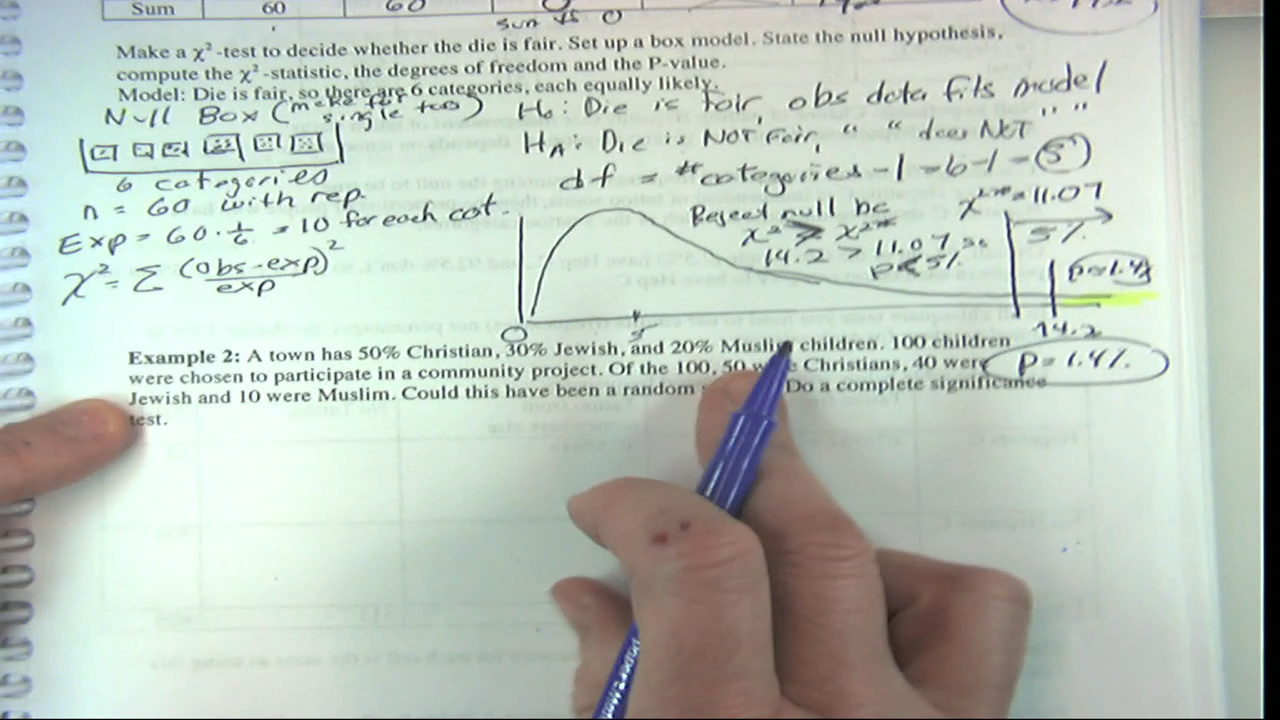 Sum 60 60
sum is 0
Make a χ²-test to decide whether the die is fair. Set up a box model. State the null hypothesis,
compute the χ²-statistic, the degrees of freedom and the P-value.
Model: Die is fair, so there are 6 categories, each equally likely.
Null Box (make for single toss)
6 categories
n = 60 with rep.
Exp = 60 · 1/6 = 10 for each cat.
χ² = Σ (obs - exp)² / exp
Ho: Die is fair, obs data fits model
HA: Die is NOT Fair, " " does NOT " "
df = # categories - 1 = 6 - 1 = 5
Reject null bc
χ² > χ²*
14.2 > 11.07, so
p < 5%
χ²* = 11.07
5%
p = 1.4%
0 5 14.2
p = 1.4%
Example 2: A town has 50% Christian, 30% Jewish, and 20% Muslim children. 100 children
were chosen to participate in a community project. Of the 100, 50 Christians, 40 were
Jewish and 10 were Muslim. Could this have been a random Do a complete significance
test.